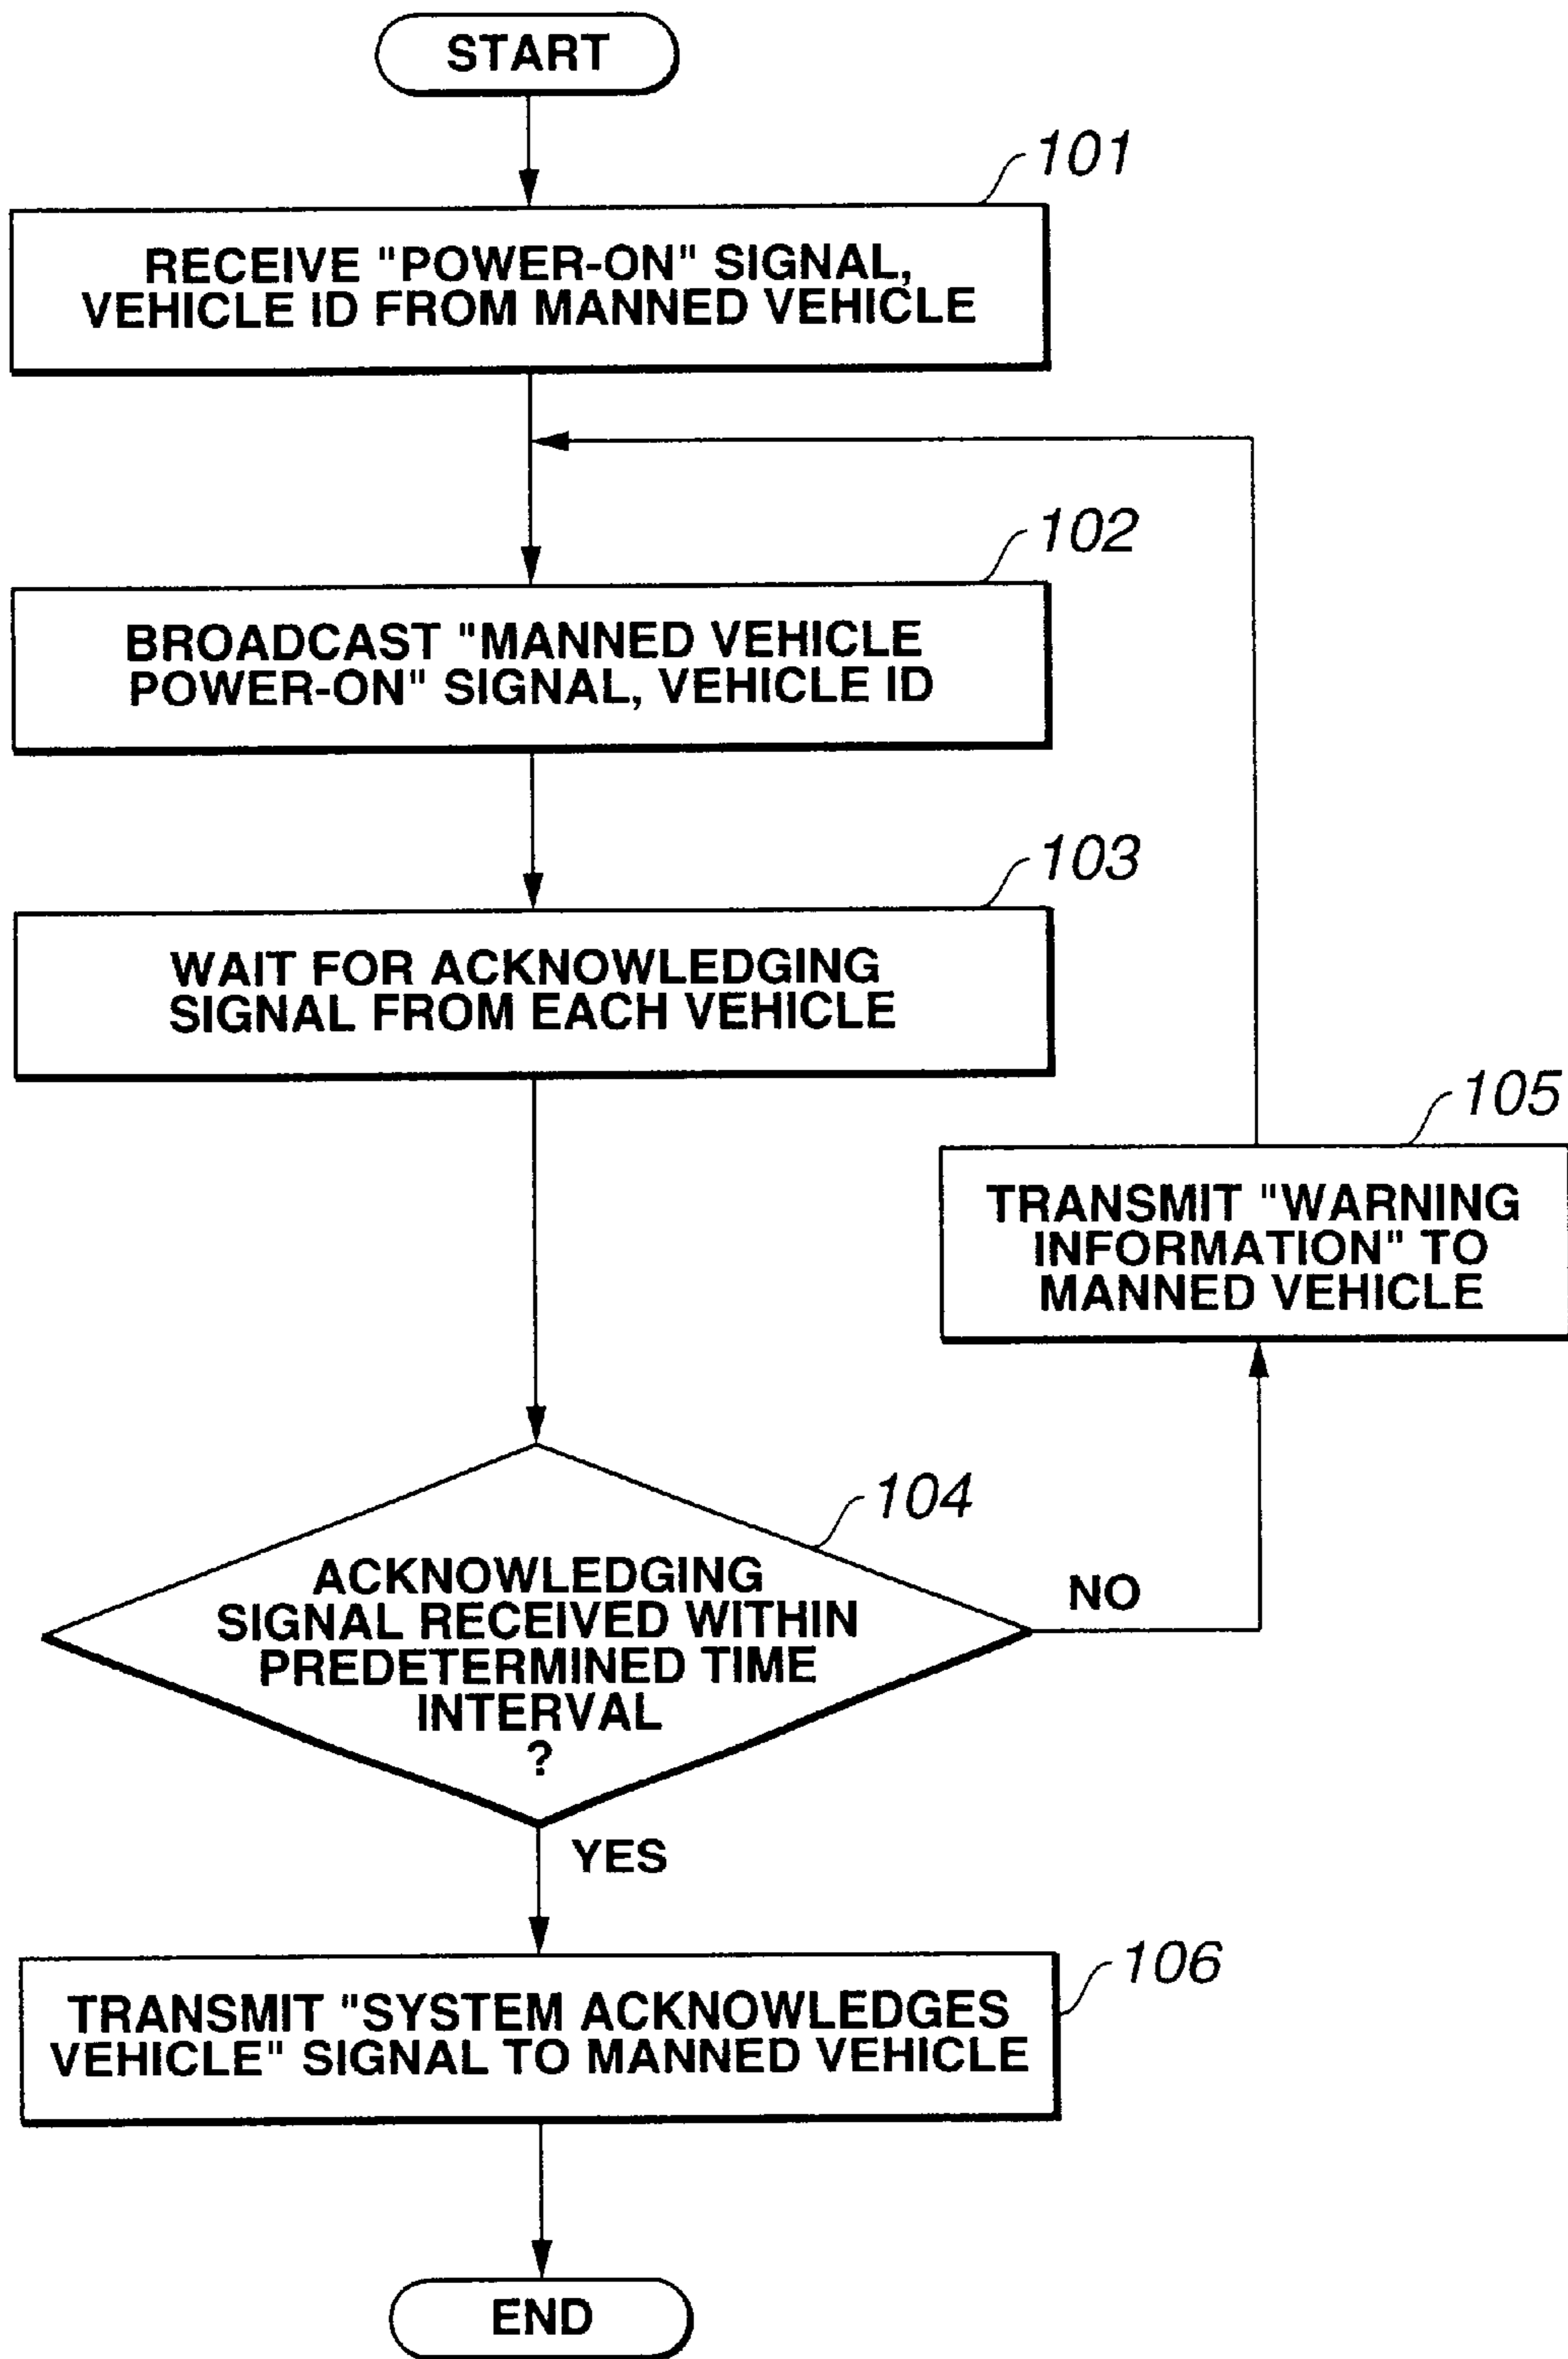 START
101
RECEIVE "POWER-ON" SIGNAL,
VEHICLE ID FROM MANNED VEHICLE
102
BROADCAST "MANNED VEHICLE
POWER-ON" SIGNAL, VEHICLE ID
103
WAIT FOR ACKNOWLEDGING
SIGNAL FROM EACH VEHICLE
105
TRANSMIT "WARNING
INFORMATION" TO
MANNED VEHICLE
104
ACKNOWLEDGING
SIGNAL RECEIVED WITHIN
PREDETERMINED TIME
INTERVAL
?
NO
YES
106
TRANSMIT "SYSTEM ACKNOWLEDGES
VEHICLE" SIGNAL TO MANNED VEHICLE
END